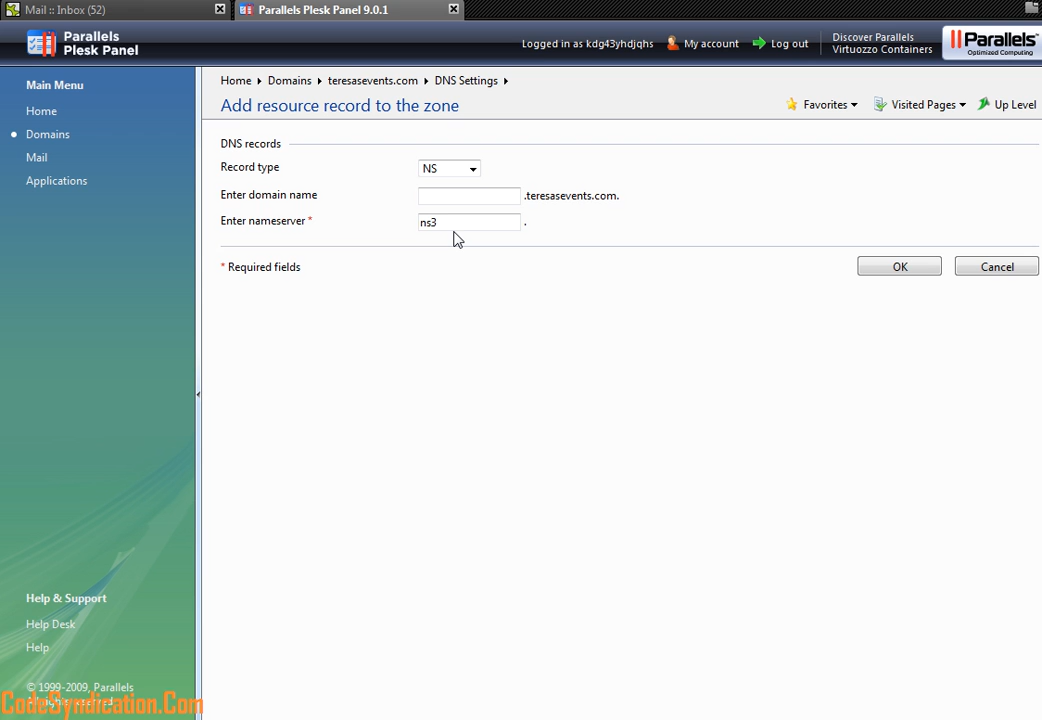 Mail :: Inbox (52)
Parallels Plesk Panel 9.0.1
Parallels
Plesk Panel
Logged in as kdg43yhdjqhs
My account
Log out
Discover Parallels
Virtuozzo Containers
Parallels™
Optimized Computing
Main Menu
Home
Domains
Mail
Applications
Home
Domains
teresasevents.com
DNS Settings
Add resource record to the zone
Favorites
Visited Pages
Up Level
DNS records
Record type
NS
Enter domain name
.teresasevents.com.
Enter nameserver *
ns3
.
* Required fields
OK
Cancel
Help & Support
Help Desk
Help
© 1999-2009, Parallels
All rights reserved.
CodeSyndication.Com